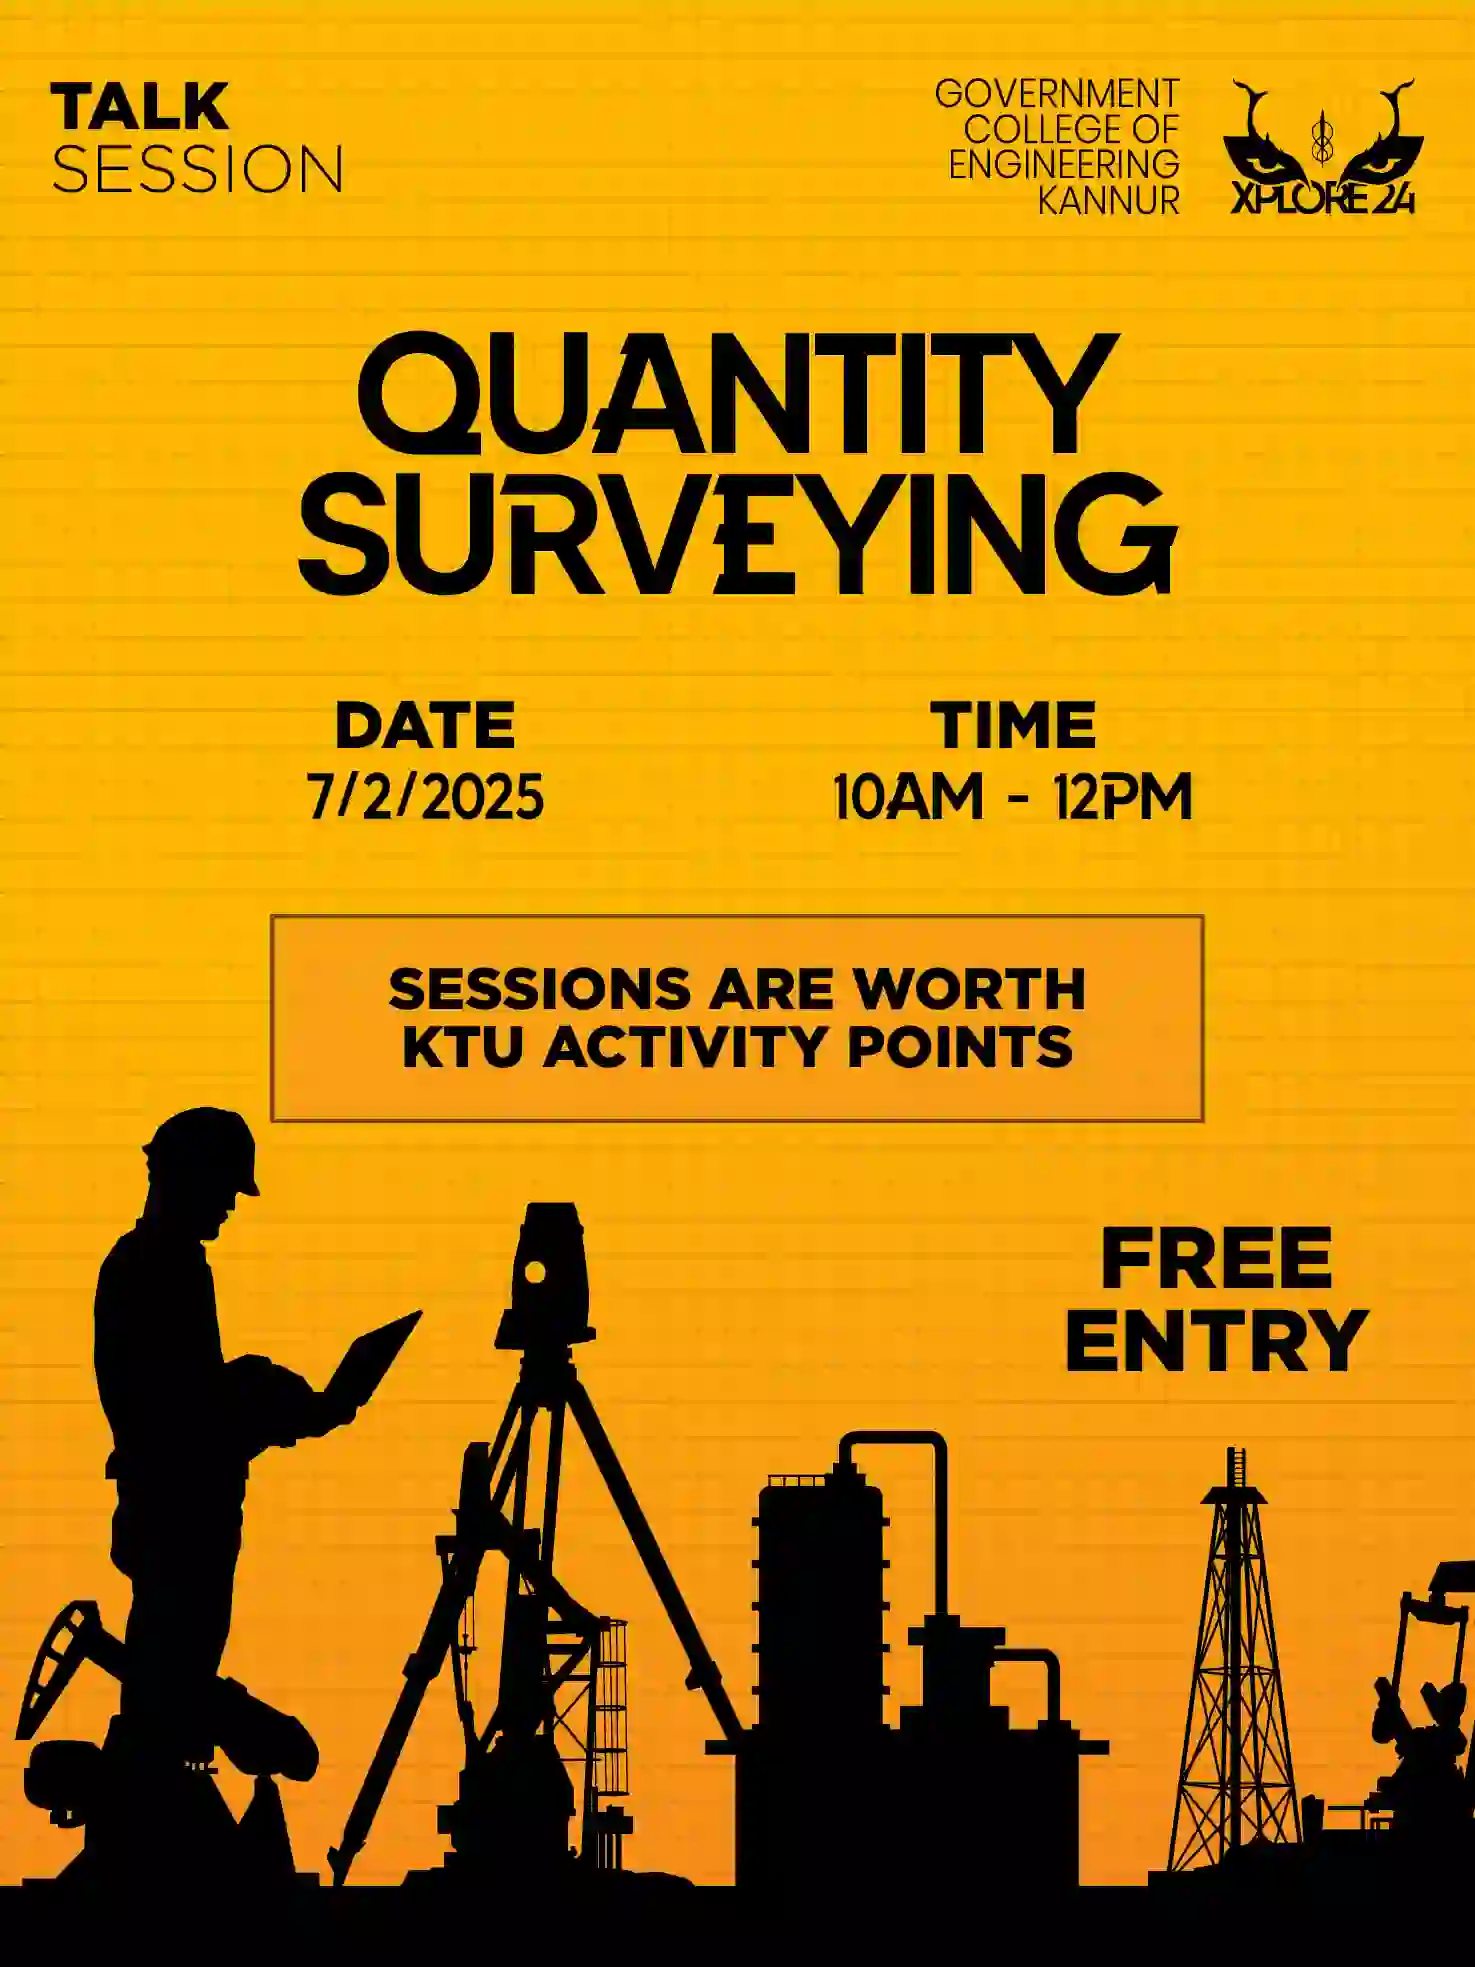 TALK
SESSION
GOVERNMENT
COLLEGE OF
ENGINEERING
KANNUR
XPLORE 24
QUANTITY
SURVEYING
DATE
7/2/2025
TIME
10AM - 12PM
SESSIONS ARE WORTH
KTU ACTIVITY POINTS
FREE
ENTRY